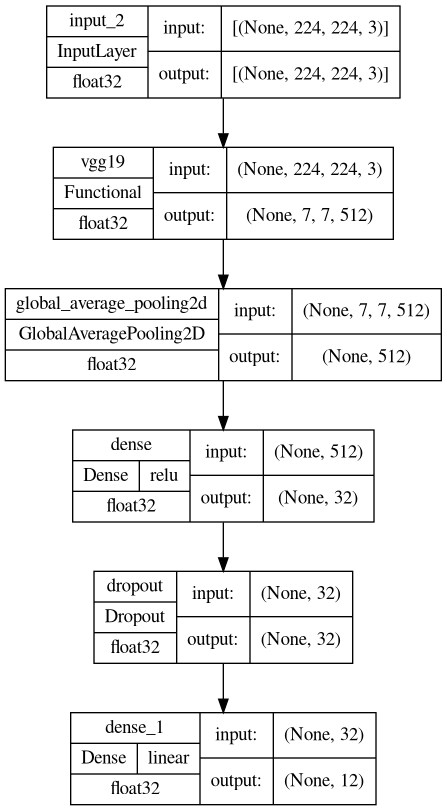 input_2 input: [(None, 224, 224, 3)]
InputLayer
float32 output: [(None, 224, 224, 3)]
vgg19 input: (None, 224, 224, 3)
Functional
float32 output: (None, 7, 7, 512)
global_average_pooling2d input: (None, 7, 7, 512)
GlobalAveragePooling2D
float32 output: (None, 512)
dense input: (None, 512)
Dense relu
float32 output: (None, 32)
dropout input: (None, 32)
Dropout
float32 output: (None, 32)
dense_1 input: (None, 32)
Dense linear
float32 output: (None, 12)